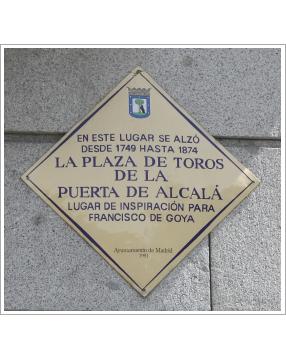 EN ESTE LUGAR SE ALZÓ
DESDE 1749 HASTA 1874
LA PLAZA DE TOROS
DE LA
PUERTA DE ALCALÁ
LUGAR DE INSPIRACIÓN PARA
FRANCISCO DE GOYA
Ayuntamiento de Madrid
1991